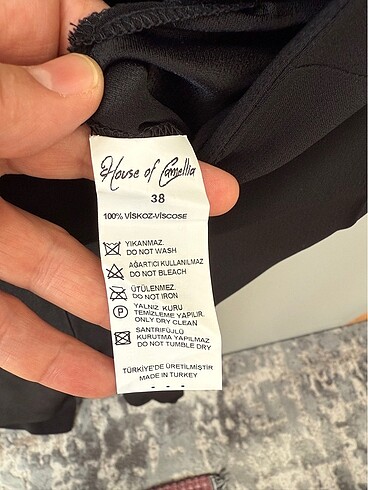 House of Camellia
38
100% VİSKOZ-VISCOSE
YIKANMAZ.
DO NOT WASH
AĞARTICI KULLANILMAZ
DO NOT BLEACH
ÜTÜLENMEZ.
DO NOT IRON
P
YALNIZ KURU
TEMİZLEME YAPILIR.
ONLY DRY CLEAN
SANTRİFÜJLÜ
KURUTMA YAPILMAZ
DO NOT TUMBLE DRY
TÜRKİYE'DE ÜRETİLMİŞTİR
MADE IN TURKEY